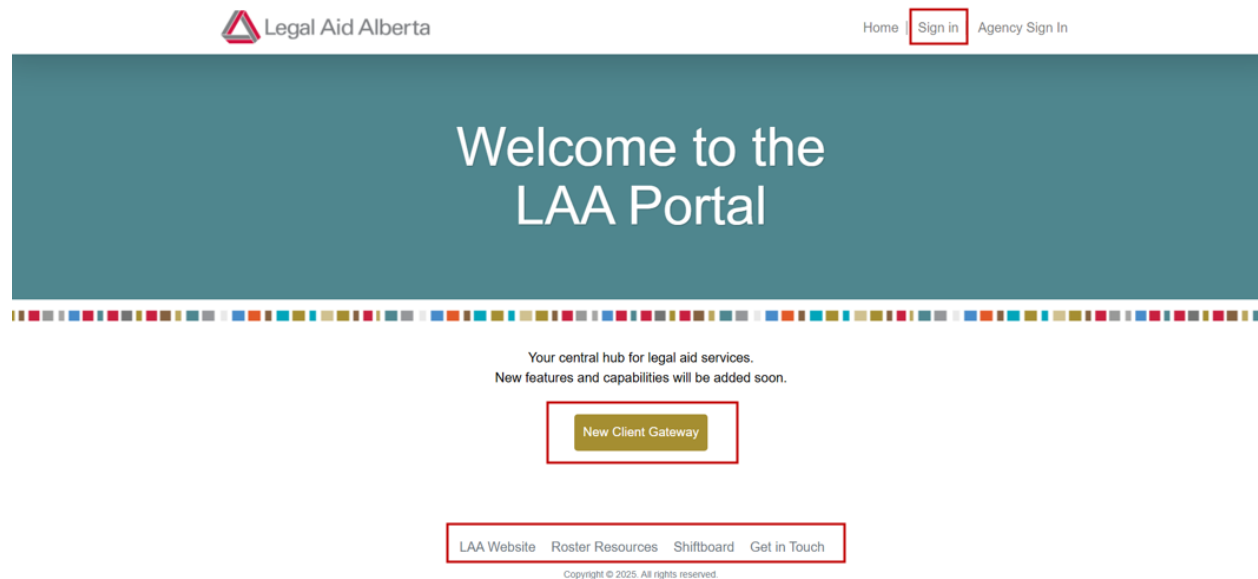 Legal Aid Alberta
Home | Sign in Agency Sign In
Welcome to the
LAA Portal
Your central hub for legal aid services.
New features and capabilities will be added soon.
New Client Gateway
LAA Website Roster Resources Shiftboard Get in Touch
Copyright © 2025. All rights reserved.